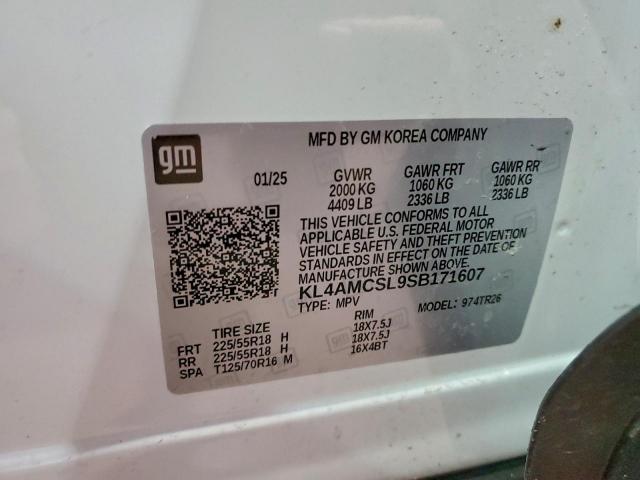 gm
MFD BY GM KOREA COMPANY
01/25 GVWR GAWR FRT GAWR RR
2000 KG 1060 KG 1060 KG
4409 LB 2336 LB 2336 LB
THIS VEHICLE CONFORMS TO ALL
APPLICABLE U.S. FEDERAL MOTOR
VEHICLE SAFETY AND THEFT PREVENTION
STANDARDS IN EFFECT ON THE DATE OF
MANUFACTURE SHOWN ABOVE.
KL4AMCSL9SB171607
TYPE: MPV MODEL: 974TR26
TIRE SIZE RIM
FRT 225/55R18 H 18X7.5J
RR 225/55R18 H 18X7.5J
SPA T125/70R16 M 16X4BT